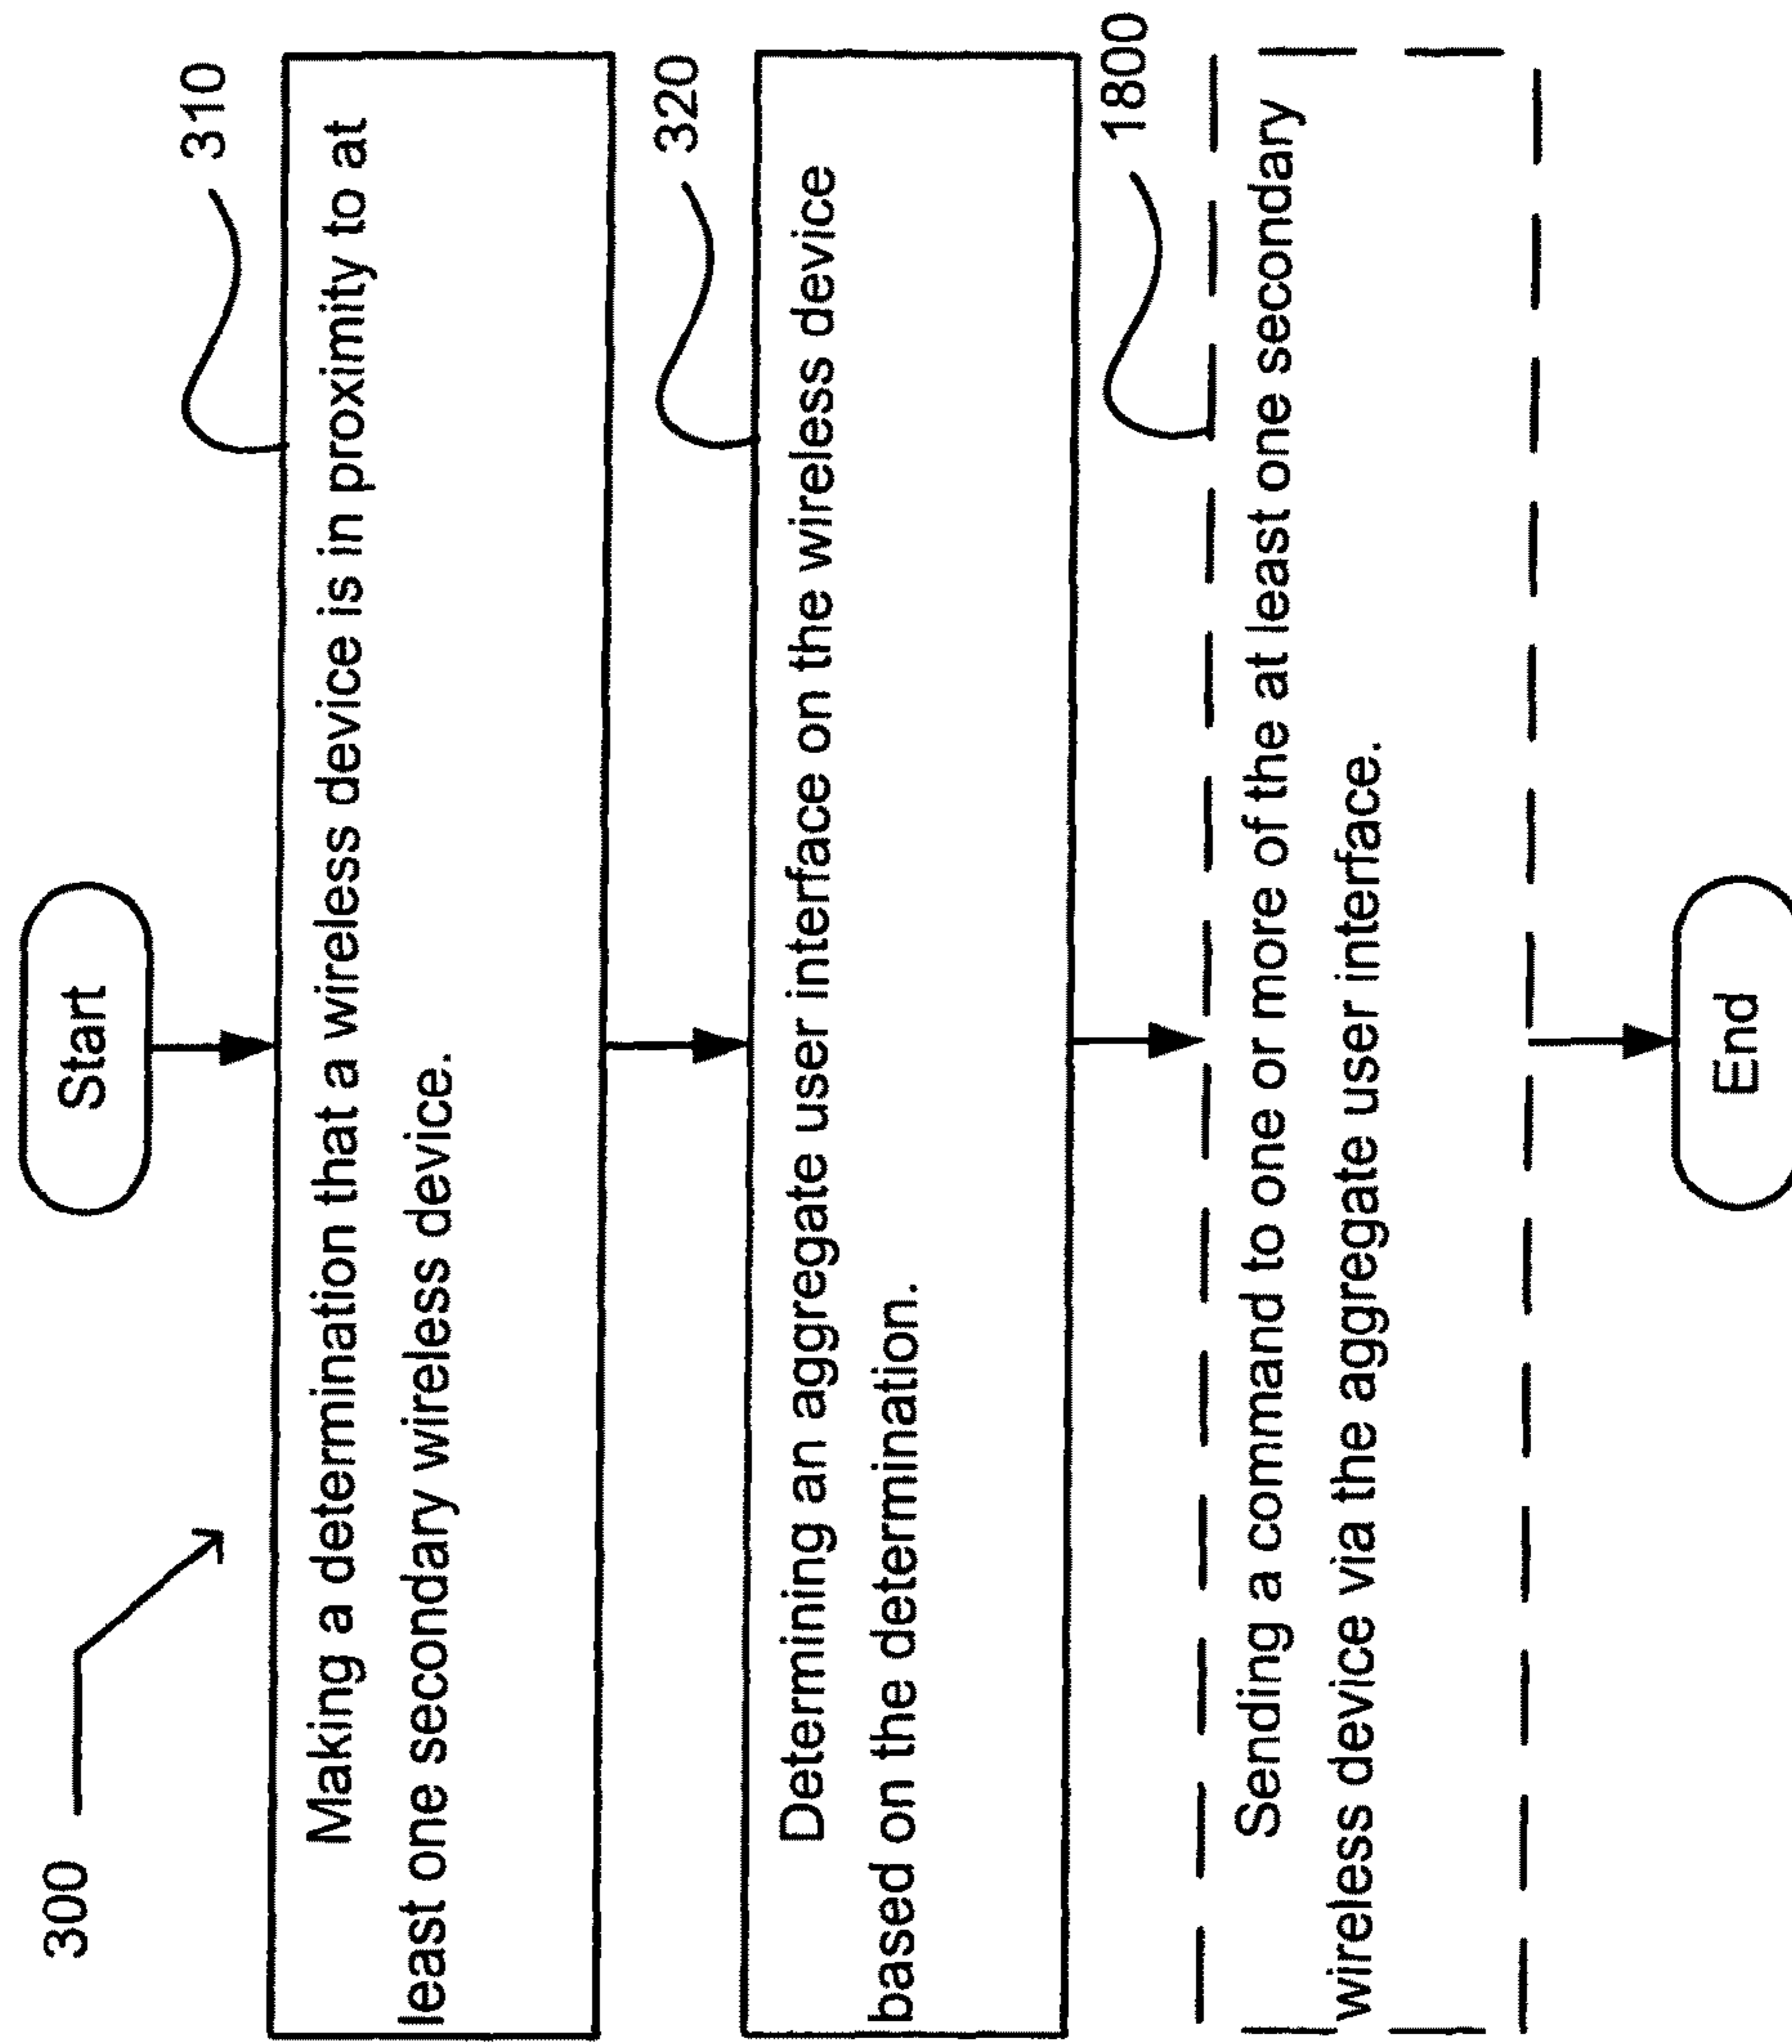 300
Start
310
Making a determination that a wireless device is in proximity to at
least one secondary wireless device.
320
Determining an aggregate user interface on the wireless device
based on the determination.
1800
Sending a command to one or more of the at least one secondary
wireless device via the aggregate user interface.
End